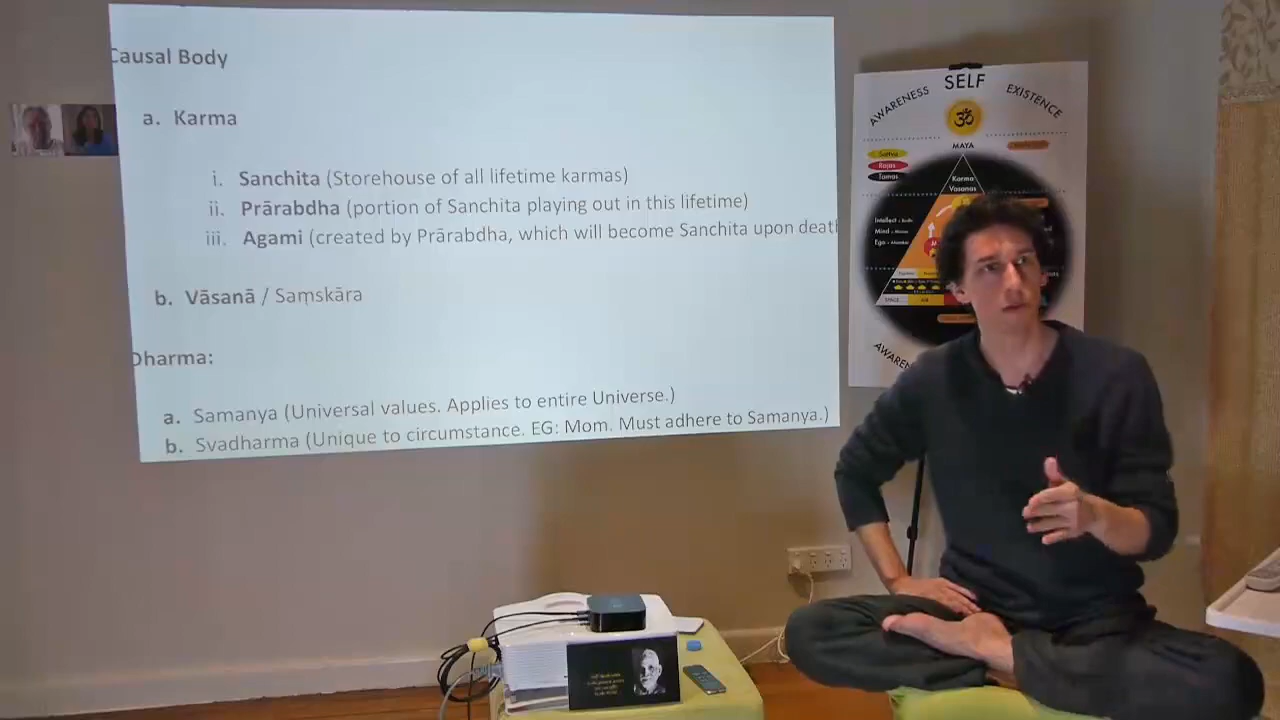 Causal Body
a. Karma
i. Sanchita (Storehouse of all lifetime karmas)
ii. Prārabdha (portion of Sanchita playing out in this lifetime)
iii. Agami (created by Prārabdha, which will become Sanchita upon deat
b. Vāsanā / Saṃskāra
Dharma:
a. Samanya (Universal values. Applies to entire Universe.)
b. Svadharma (Unique to circumstance. EG: Mom. Must adhere to Samanya.)
SELF
AWARENESS
EXISTENCE
ॐ
MAYA
Sattva
Rajas
Tamas
Karma
Vasanas
Intellect
Mind
Ego
SPACE
AIR
AWAREN